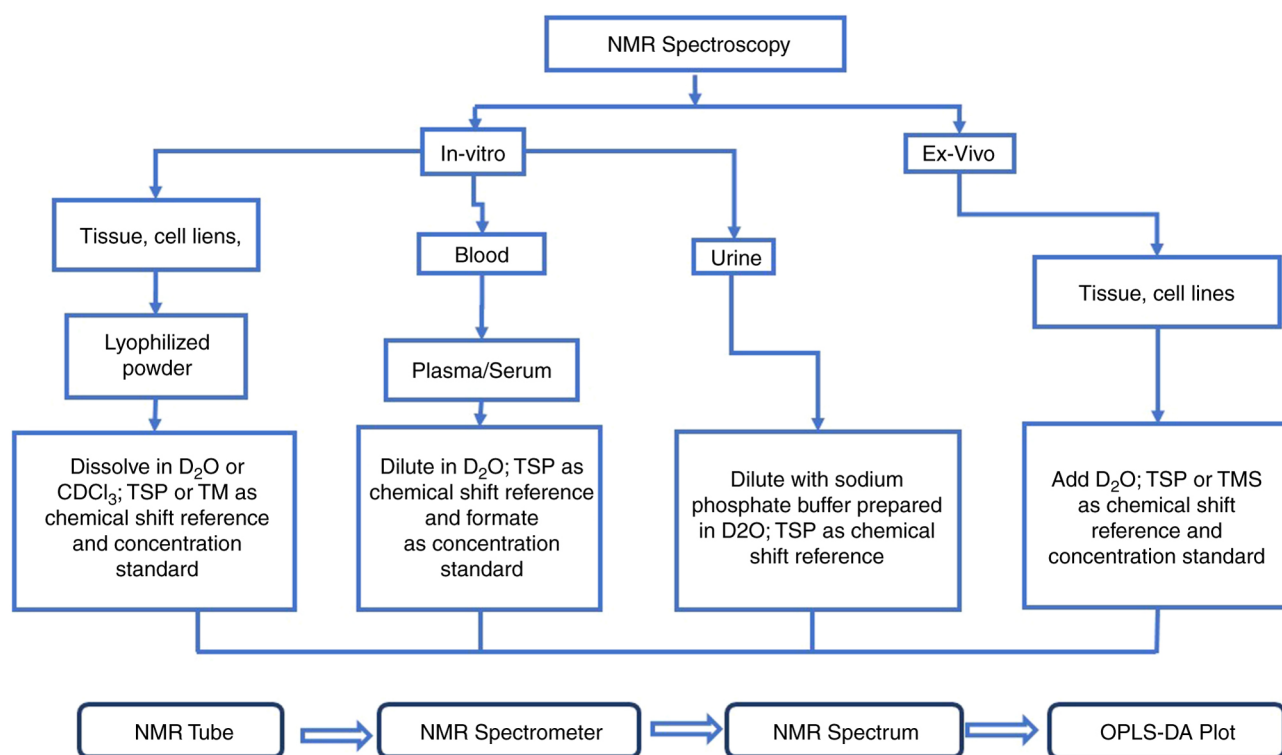 NMR Spectroscopy
In-vitro
Ex-Vivo
Tissue, cell liens,
Blood
Urine
Tissue, cell lines
Lyophilized
powder
Plasma/Serum
Dissolve in D₂O or
CDCl₃; TSP or TM as
chemical shift reference
and concentration
standard
Dilute in D₂O; TSP as
chemical shift reference
and formate
as concentration
standard
Dilute with sodium
phosphate buffer prepared
in D2O; TSP as chemical
shift reference
Add D₂O; TSP or TMS
as chemical shift
reference and
concentration standard
NMR Tube
NMR Spectrometer
NMR Spectrum
OPLS-DA Plot